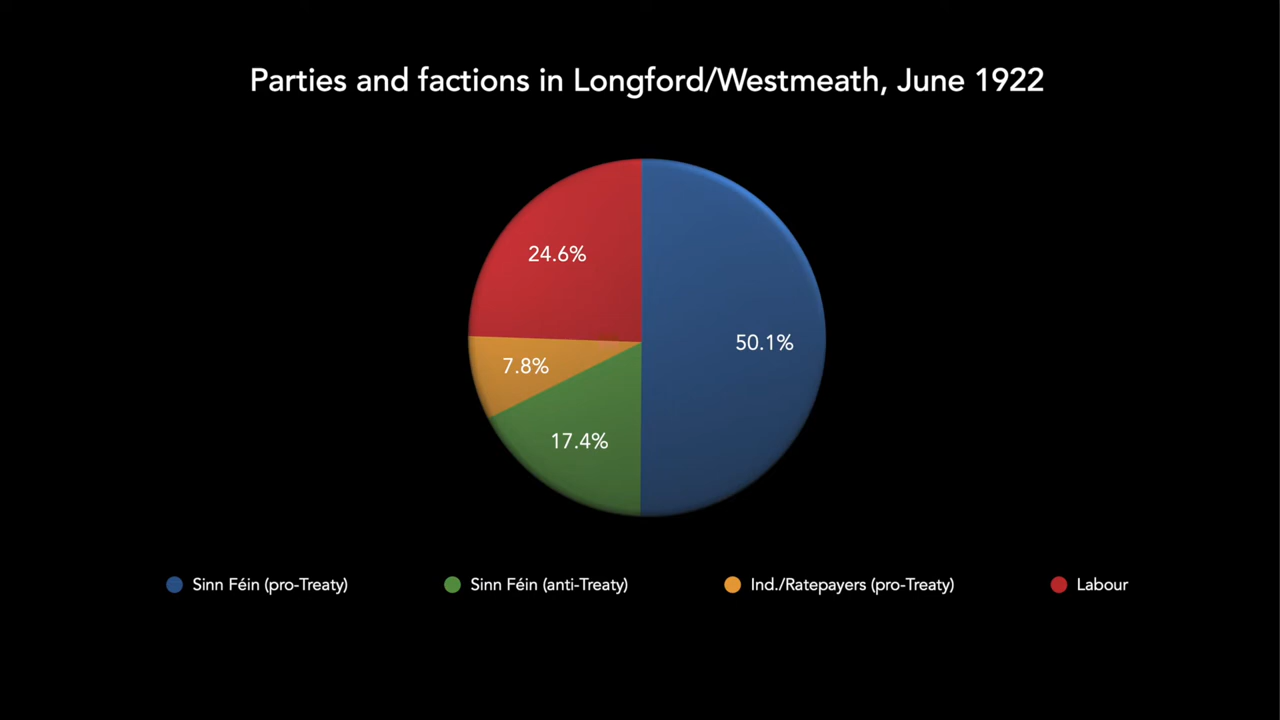 Parties and factions in Longford/Westmeath, June 1922
24.6%
50.1%
7.8%
17.4%
Sinn Féin (pro-Treaty) Sinn Féin (anti-Treaty) Ind./Ratepayers (pro-Treaty) Labour